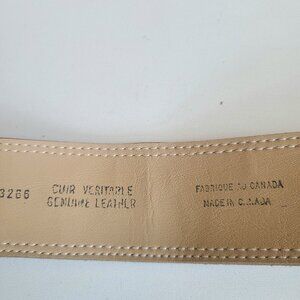 3266
CUIR VERITABLE
GENUINE LEATHER
FABRIQUE AU CANADA
MADE IN CANADA